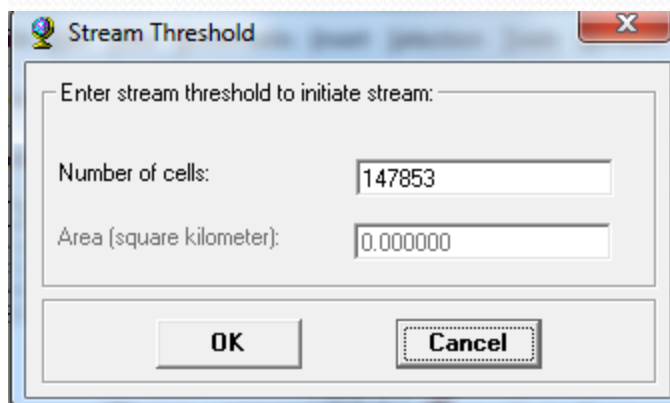 Stream Threshold
Enter stream threshold to initiate stream:
Number of cells: 147853
Area (square kilometer): 0.000000
OK Cancel